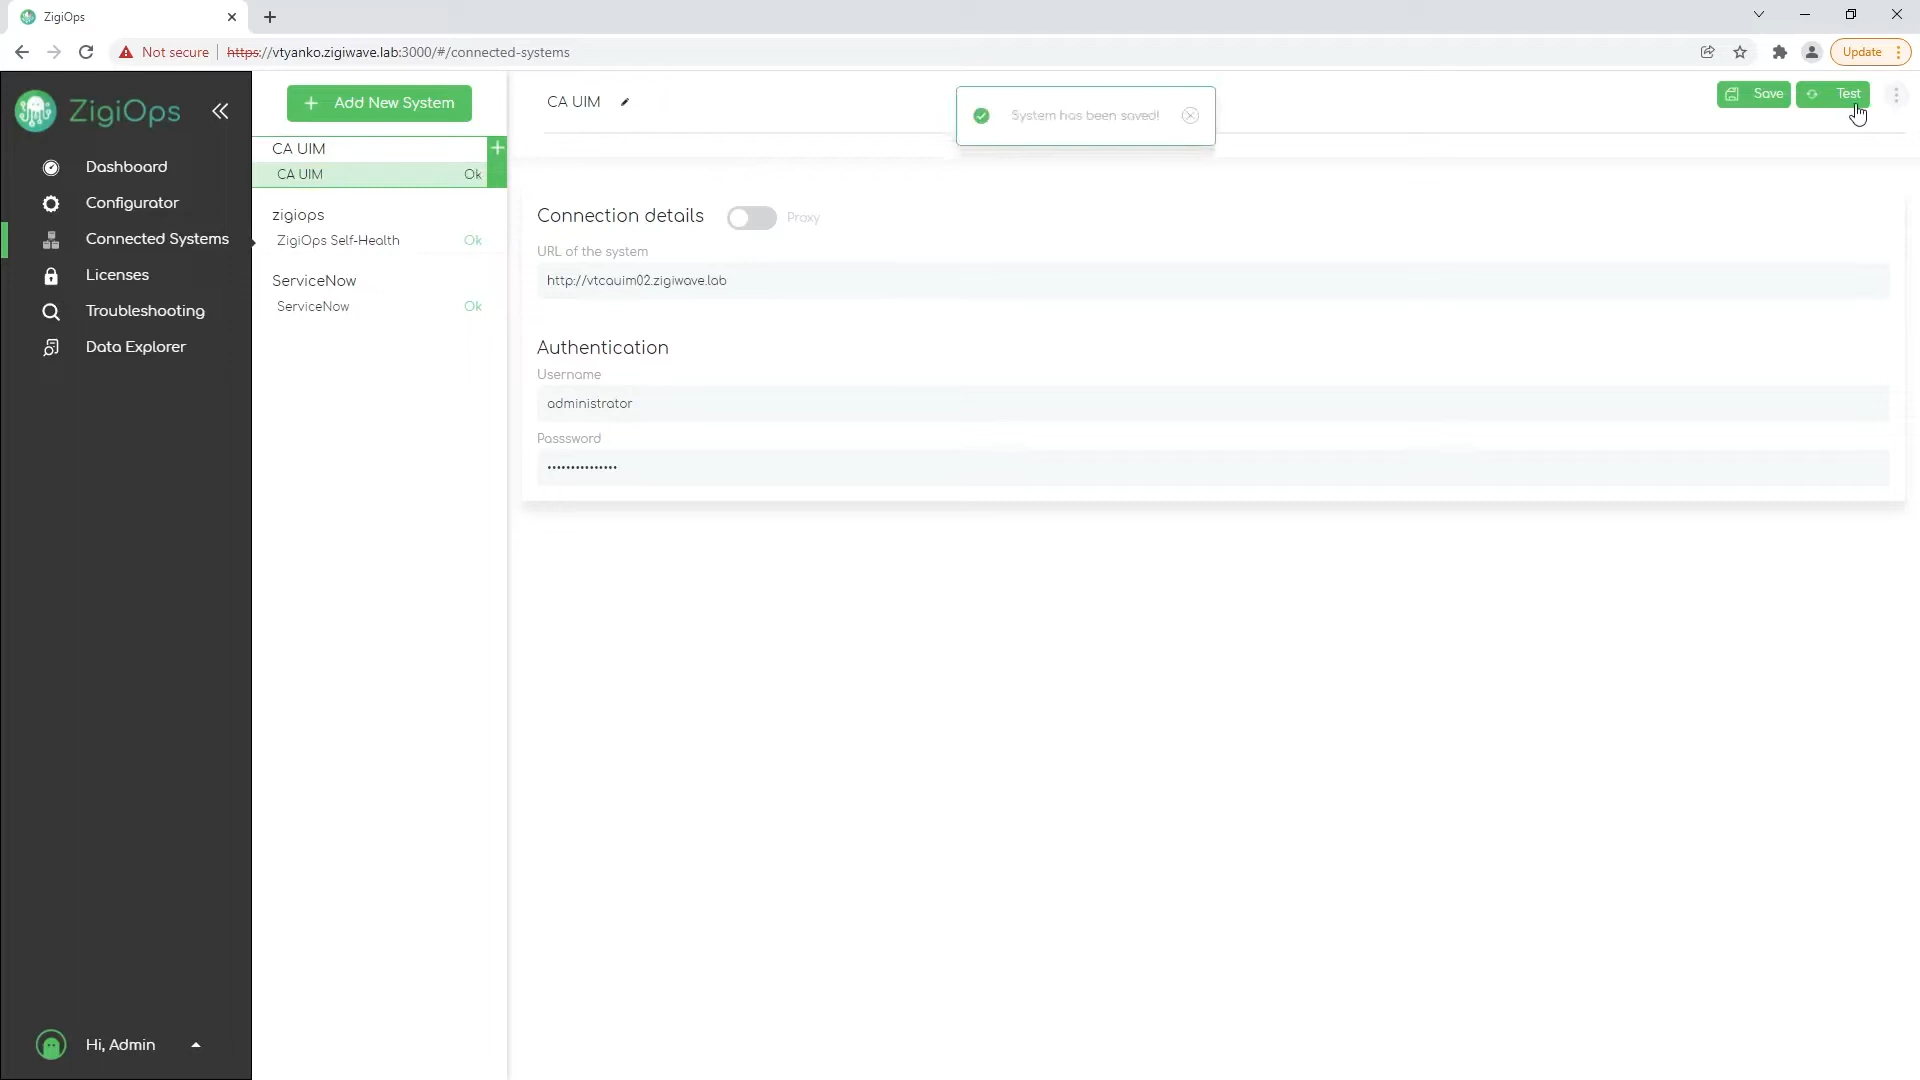 ZigiOps
Not secure https://vtyanko.zigiwave.lab:3000/#/connected-systems
Update
ZigiOps
Dashboard
Configurator
Connected Systems
Licenses
Troubleshooting
Data Explorer
Hi, Admin
+ Add New System
CA UIM +
CA UIM Ok
zigiops
ZigiOps Self-Health Ok
ServiceNow
ServiceNow Ok
CA UIM
System has been saved!
Save Test
Connection details Proxy
URL of the system
http://vtcauim02.zigiwave.lab
Authentication
Username
administrator
Passsword
•••••••••••••••